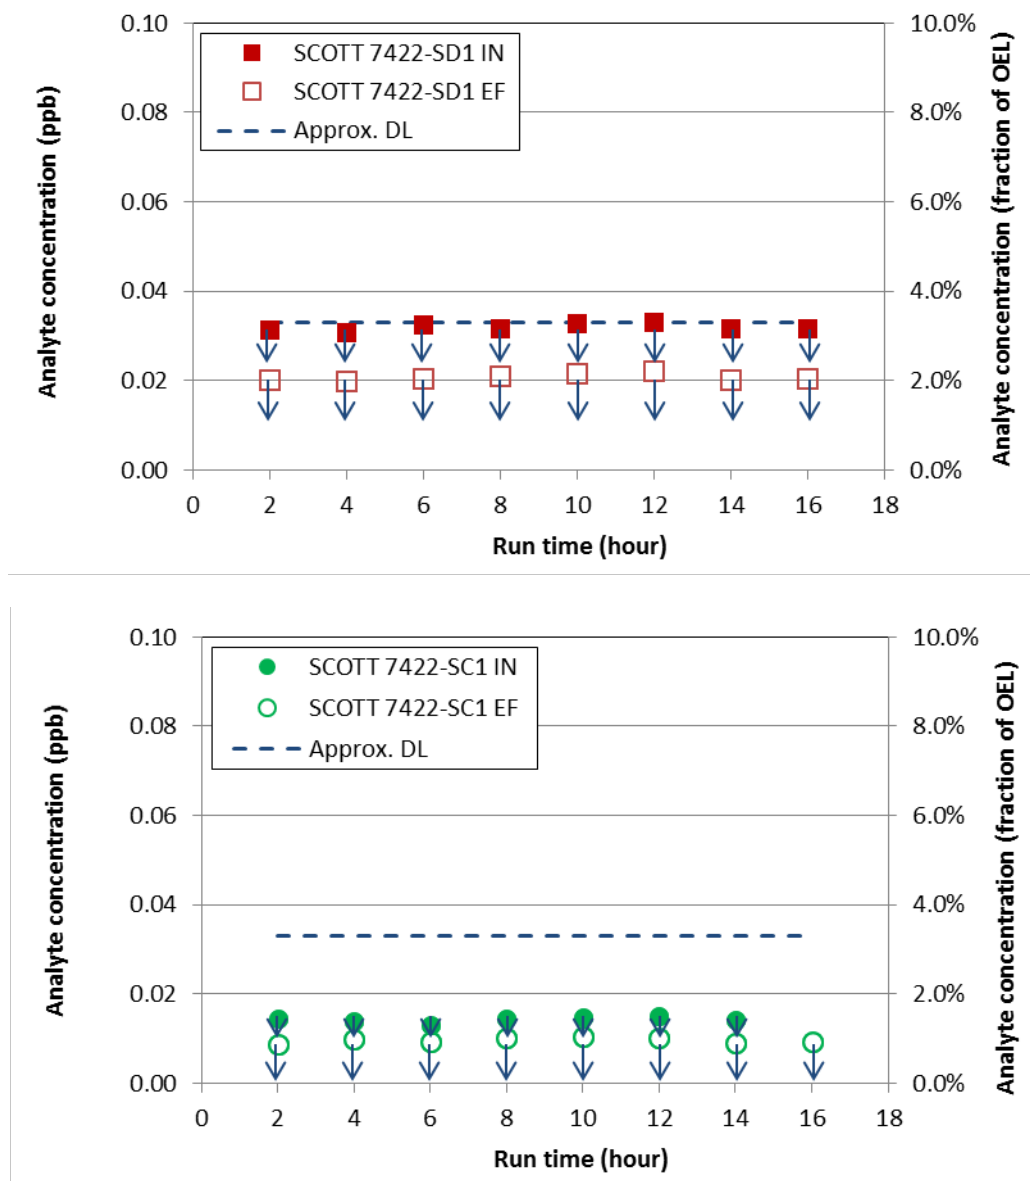 0.10
0.08
0.06
0.04
0.02
0.00
Analyte concentration (ppb)
SCOTT 7422-SD1 IN
SCOTT 7422-SD1 EF
Approx. DL
10.0%
8.0%
6.0%
4.0%
2.0%
0.0%
Analyte concentration (fraction of OEL)
0 2 4 6 8 10 12 14 16 18
Run time (hour)
0.10
0.08
0.06
0.04
0.02
0.00
Analyte concentration (ppb)
SCOTT 7422-SC1 IN
SCOTT 7422-SC1 EF
Approx. DL
10.0%
8.0%
6.0%
4.0%
2.0%
0.0%
Analyte concentration (fraction of OEL)
0 2 4 6 8 10 12 14 16 18
Run time (hour)